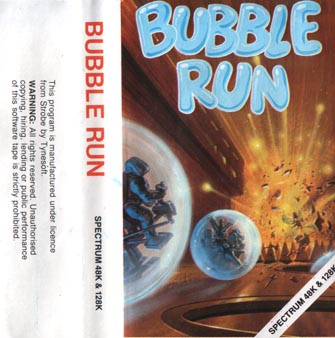 This program is manufactured under licence
from Strobe by Tynesoft.
WARNING: All rights reserved. Unauthorised
copying, hiring, lending or public performance
of this software tape is strictly prohibited.
BUBBLE RUN
SPECTRUM 48K & 128K
BUBBLE
RUN
SPECTRUM 48K & 128K